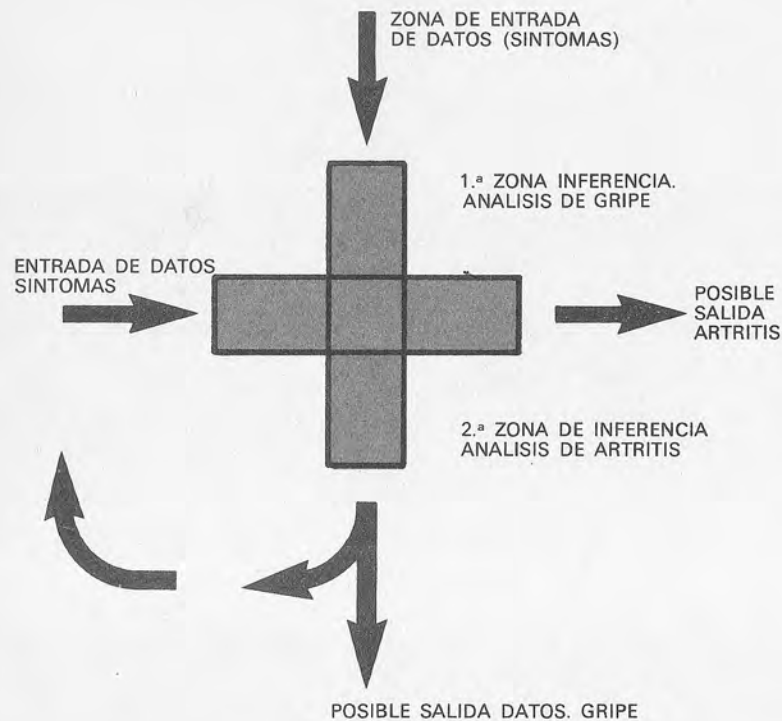 ZONA DE ENTRADA
DE DATOS (SINTOMAS)
1.ª ZONA INFERENCIA.
ANALISIS DE GRIPE
ENTRADA DE DATOS
SINTOMAS
POSIBLE
SALIDA
ARTRITIS
2.ª ZONA DE INFERENCIA
ANALISIS DE ARTRITIS
POSIBLE SALIDA DATOS. GRIPE